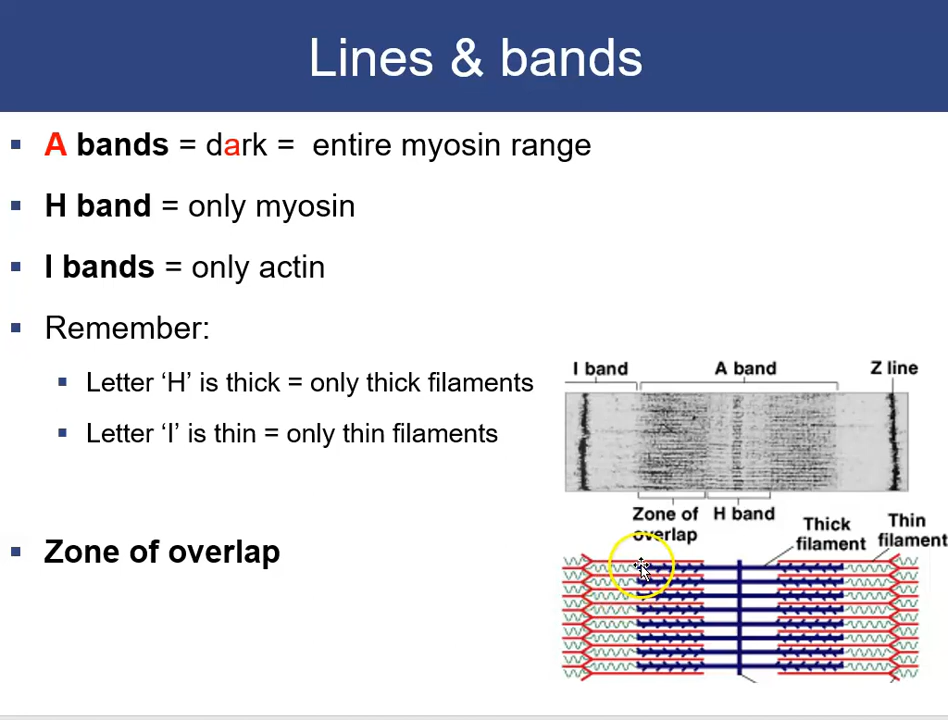 Lines & bands
A bands = dark = entire myosin range
H band = only myosin
I bands = only actin
Remember:
Letter ‘H’ is thick = only thick filaments
Letter ‘I’ is thin = only thin filaments
Zone of overlap
I band
A band
Z line
Zone of
overlap
H band
Thick
filament
Thin
filament